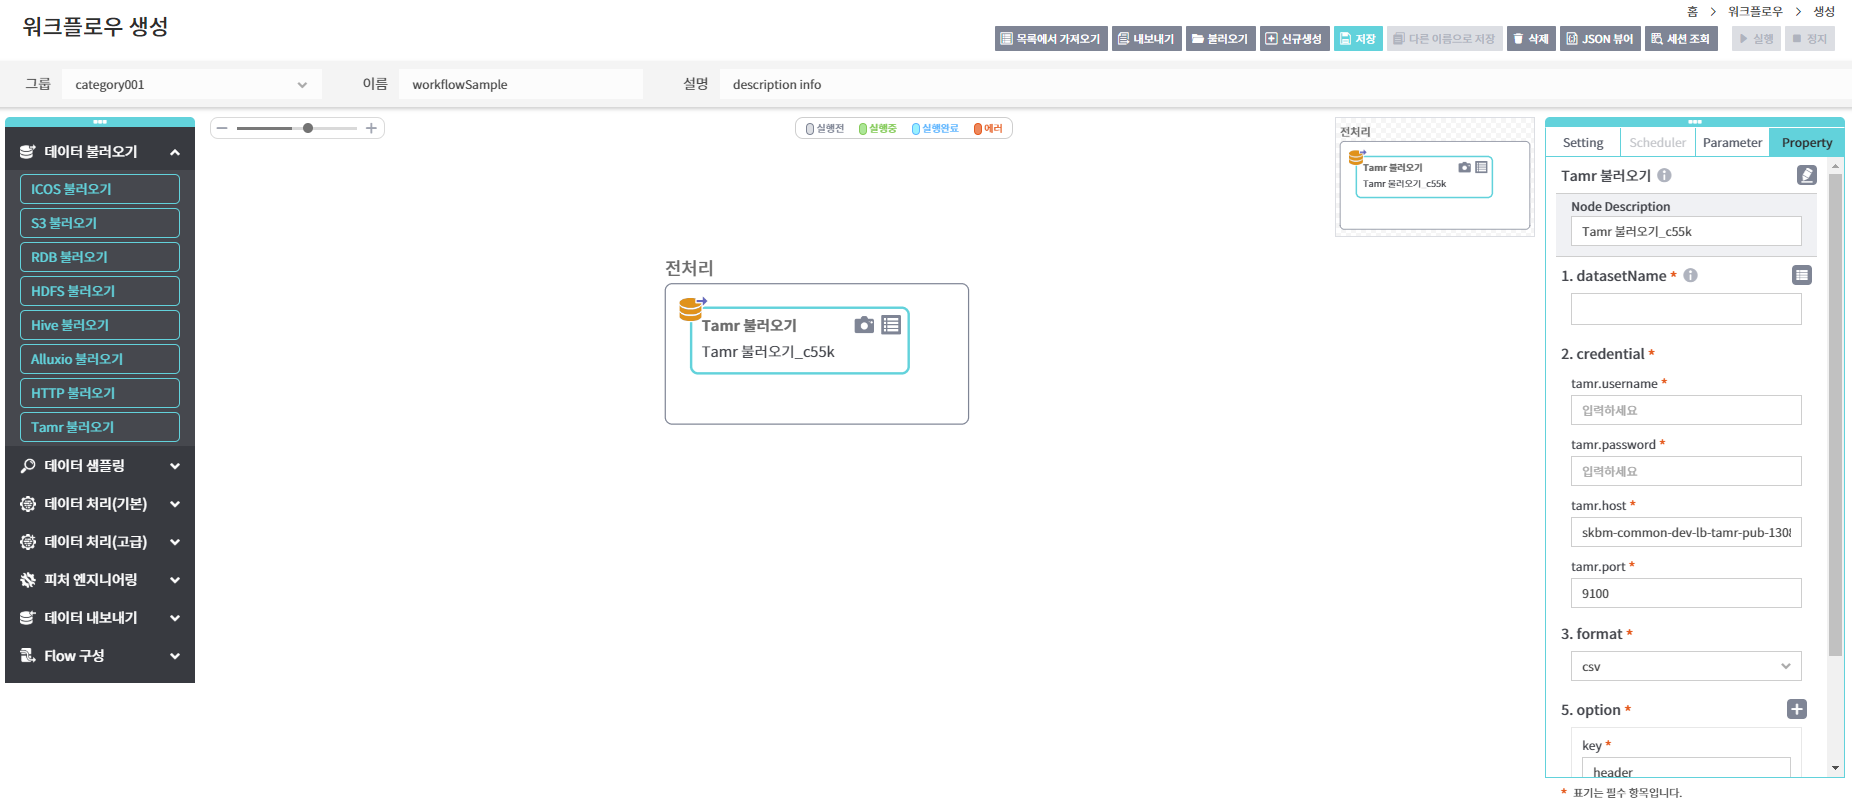 워크플로우 생성
홈 > 워크플로우 > 생성
목록에서 가져오기 내보내기 불러오기 신규생성 저장 다른 이름으로 저장 삭제 JSON 뷰어 세션 조회 실행 정지
그룹 category001 이름 workflowSample 설명 description info
데이터 불러오기
ICOS 불러오기
S3 불러오기
RDB 불러오기
HDFS 불러오기
Hive 불러오기
Alluxio 불러오기
HTTP 불러오기
Tamr 불러오기
데이터 샘플링
데이터 처리(기본)
데이터 처리(고급)
피처 엔지니어링
데이터 내보내기
Flow 구성
실행전 실행중 실행완료 에러
전처리
Tamr 불러오기
Tamr 불러오기_c55k
전처리
Tamr 불러오기
Tamr 불러오기_c55k
Setting Scheduler Parameter Property
Tamr 불러오기
Node Description
Tamr 불러오기_c55k
1. datasetName *
2. credential *
tamr.username *
입력하세요
tamr.password *
입력하세요
tamr.host *
skbm-common-dev-lb-tamr-pub-1308
tamr.port *
9100
3. format *
csv
5. option *
key *
header
* 표기는 필수 항목입니다.